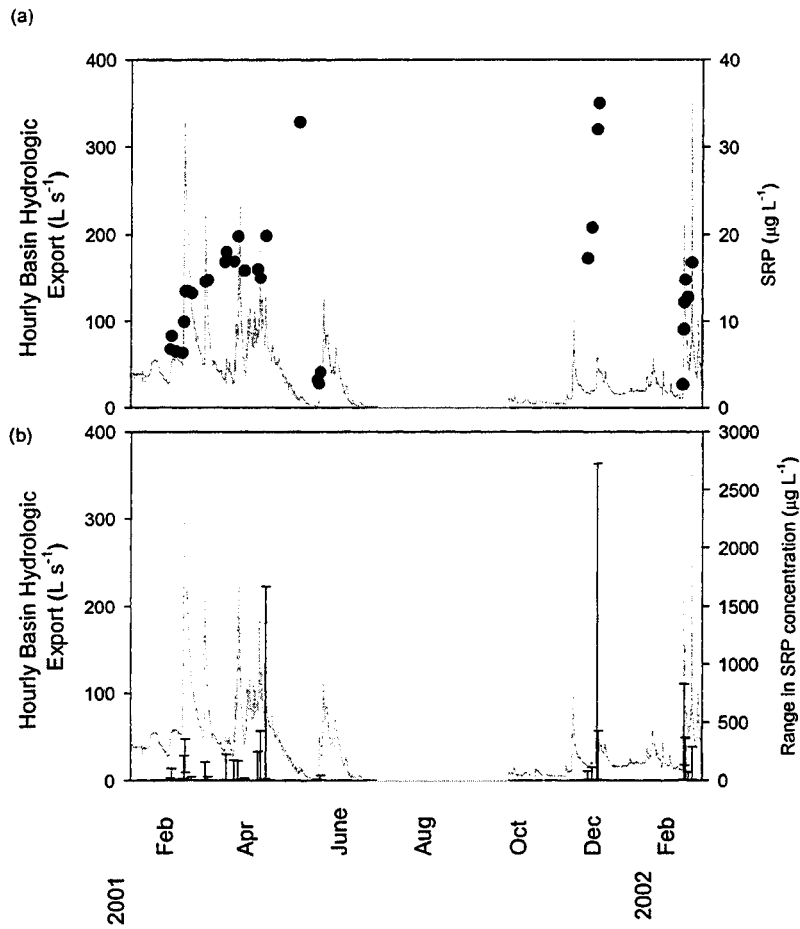 (a)
400
300
200
100
0
Hourly Basin Hydrologic
Export (L s⁻¹)
40
30
20
10
0
SRP (µg L⁻¹)
(b)
400
300
200
100
0
Hourly Basin Hydrologic
Export (L s⁻¹)
3000
2500
2000
1500
1000
500
0
Range in SRP concentration (µg L⁻¹)
Feb
Apr
June
Aug
Oct
Dec
Feb
2001
2002